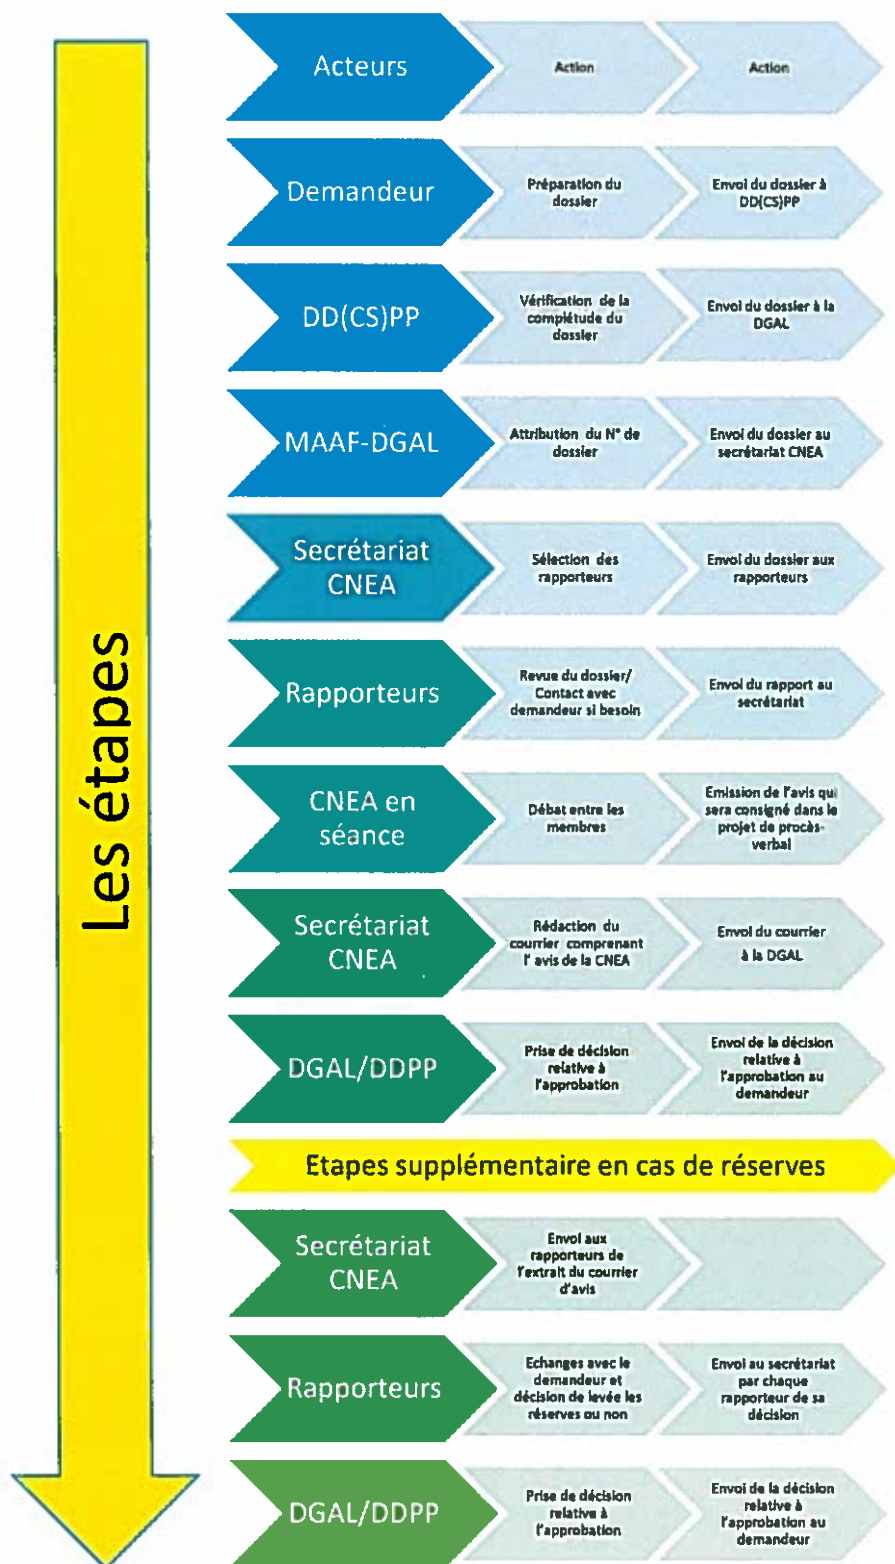 Les étapes
Acteurs
Action
Action
Demandeur
Préparation du
dossier
Envoi du dossier à
DD(CS)PP
DD(CS)PP
Vérification de la
complétude du
dossier
Envoi du dossier à la
DGAL
MAAF-DGAL
Attribution du N° de
dossier
Envoi du dossier au
secrétariat CNEA
Secrétariat
CNEA
Sélection des
rapporteurs
Envoi du dossier aux
rapporteurs
Rapporteurs
Revue du dossier/
Contact avec
demandeur si besoin
Envoi du rapport au
secrétariat
CNEA en
séance
Débat entre les
membres
Emission de l'avis qui
sera consigné dans le
projet de procès-
verbal
Secrétariat
CNEA
Rédaction du
courrier comprenant
l' avis de la CNEA
Envoi du courrier
à la DGAL
DGAL/DDPP
Prise de décision
relative à
l'approbation
Envoi de la décision
relative à
l'approbation au
demandeur
Etapes supplémentaire en cas de réserves
Secrétariat
CNEA
Envoi aux
rapporteurs de
l'extrait du courrier
d'avis
Rapporteurs
Echanges avec le
demandeur et
décision de levée les
réserves ou non
Envoi au secrétariat
par chaque
rapporteur de sa
décision
DGAL/DDPP
Prise de décision
relative à
l'approbation
Envoi de la décision
relative à
l'approbation au
demandeur